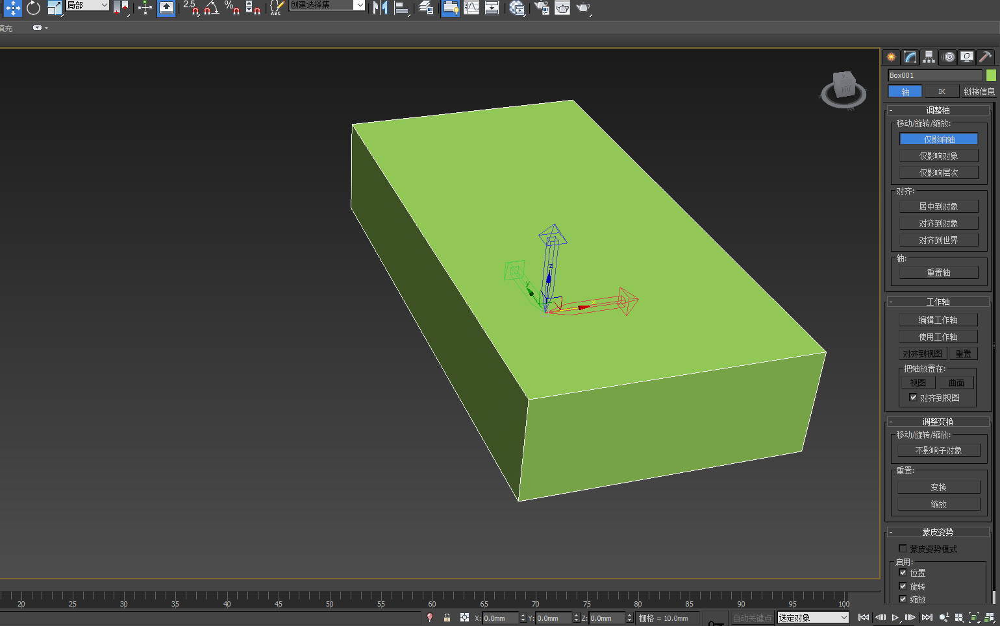 局部
2.5
%
ABC
创建选择集
填充
Box001
轴
IK
链接信息
调整轴
移动/旋转/缩放:
仅影响轴
仅影响对象
仅影响层次
对齐:
居中到对象
对齐到对象
对齐到世界
轴:
重置轴
工作轴
编辑工作轴
使用工作轴
对齐到视图 重置
把轴放置在:
视图 曲面
对齐到视图
调整变换
移动/旋转/缩放:
不影响子对象
重置:
变换
缩放
蒙皮姿势
蒙皮姿势模式
启用:
位置
旋转
缩放
z
y
x
20 25 30 35 40 45 50 55 60 65 70 75 80 85 90 95 100
X: 0.0mm Y: 0.0mm Z: 0.0mm 栅格 = 10.0mm 自动关键点 选定对象